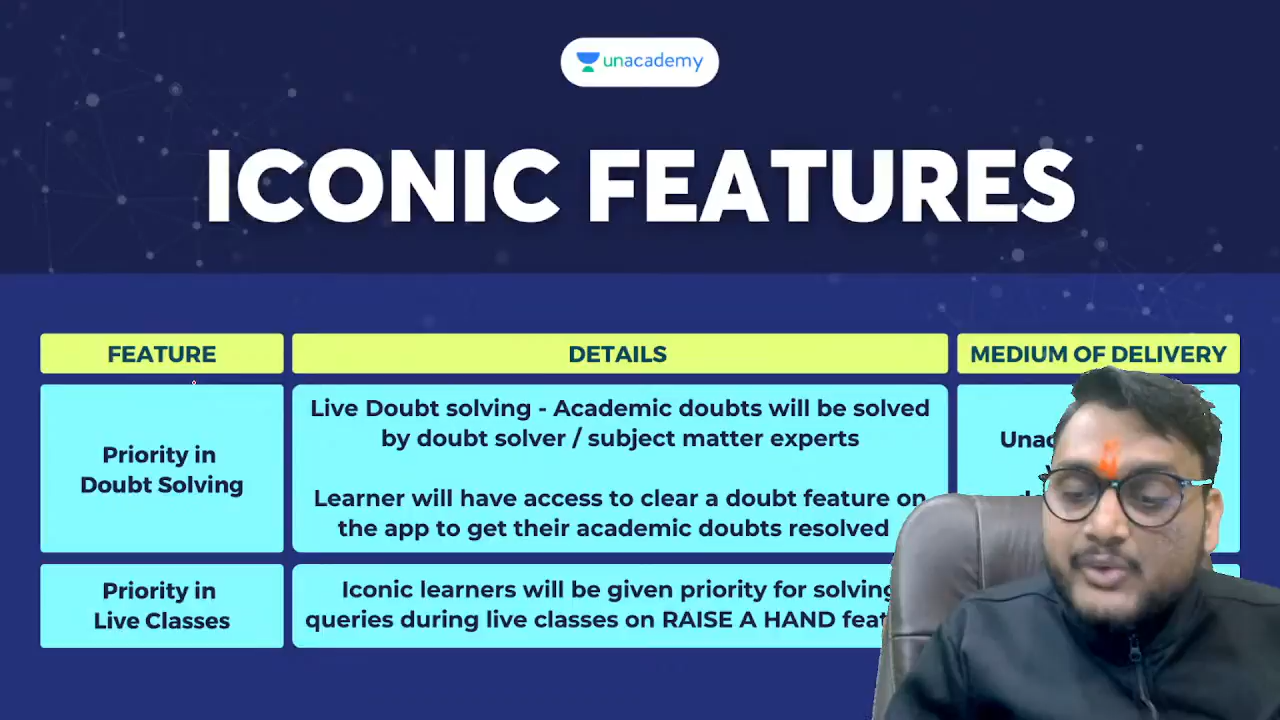 unacademy
ICONIC FEATURES
FEATURE
DETAILS
MEDIUM OF DELIVERY
Priority in
Doubt Solving
Live Doubt solving - Academic doubts will be solved
by doubt solver / subject matter experts
Learner will have access to clear a doubt feature on
the app to get their academic doubts resolved
Priority in
Live Classes
Iconic learners will be given priority for solving
queries during live classes on RAISE A HAND